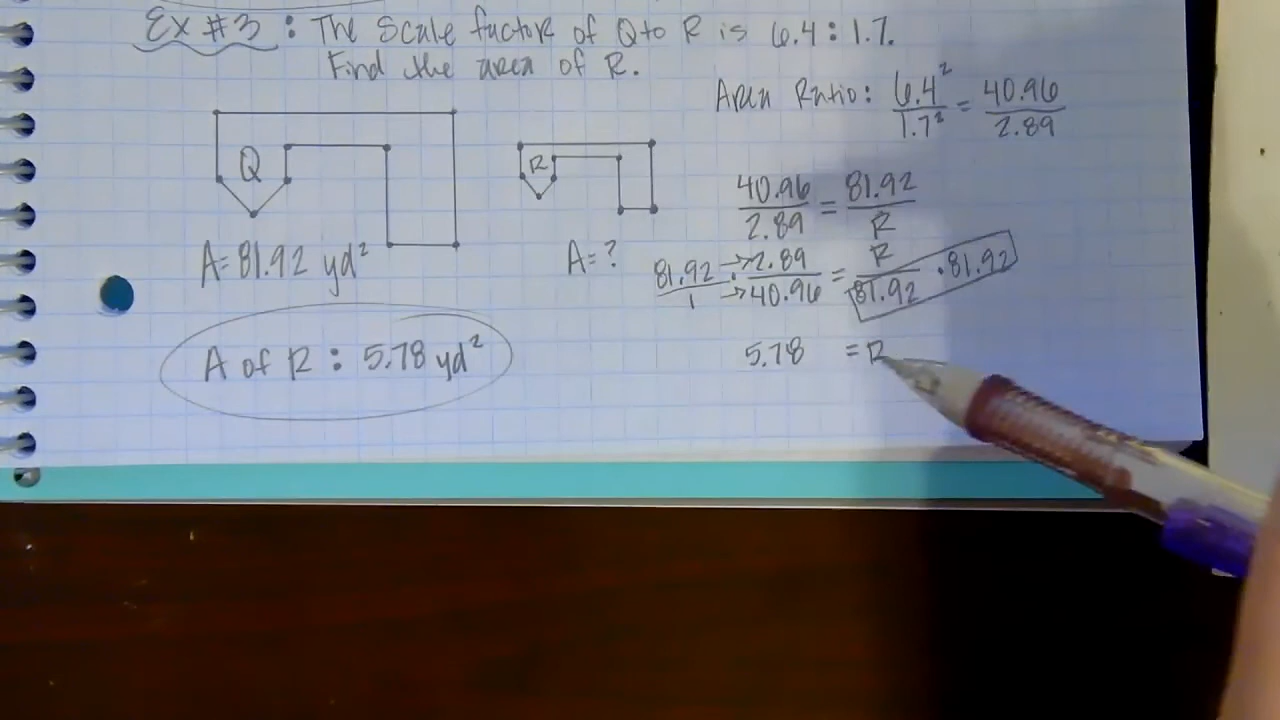 Ex #3: The Scale factor of Q to R is 6.4:1.7.
Find the area of R.
Area Ratio: 6.4²/1.7² = 40.96/2.89
Q
R
40.96/2.89 = 81.92/R
A=81.92 yd²
A=?
81.92/1 · 2.89/40.96 = R/81.92 · 81.92
A of R: 5.78 yd²
5.78 = R